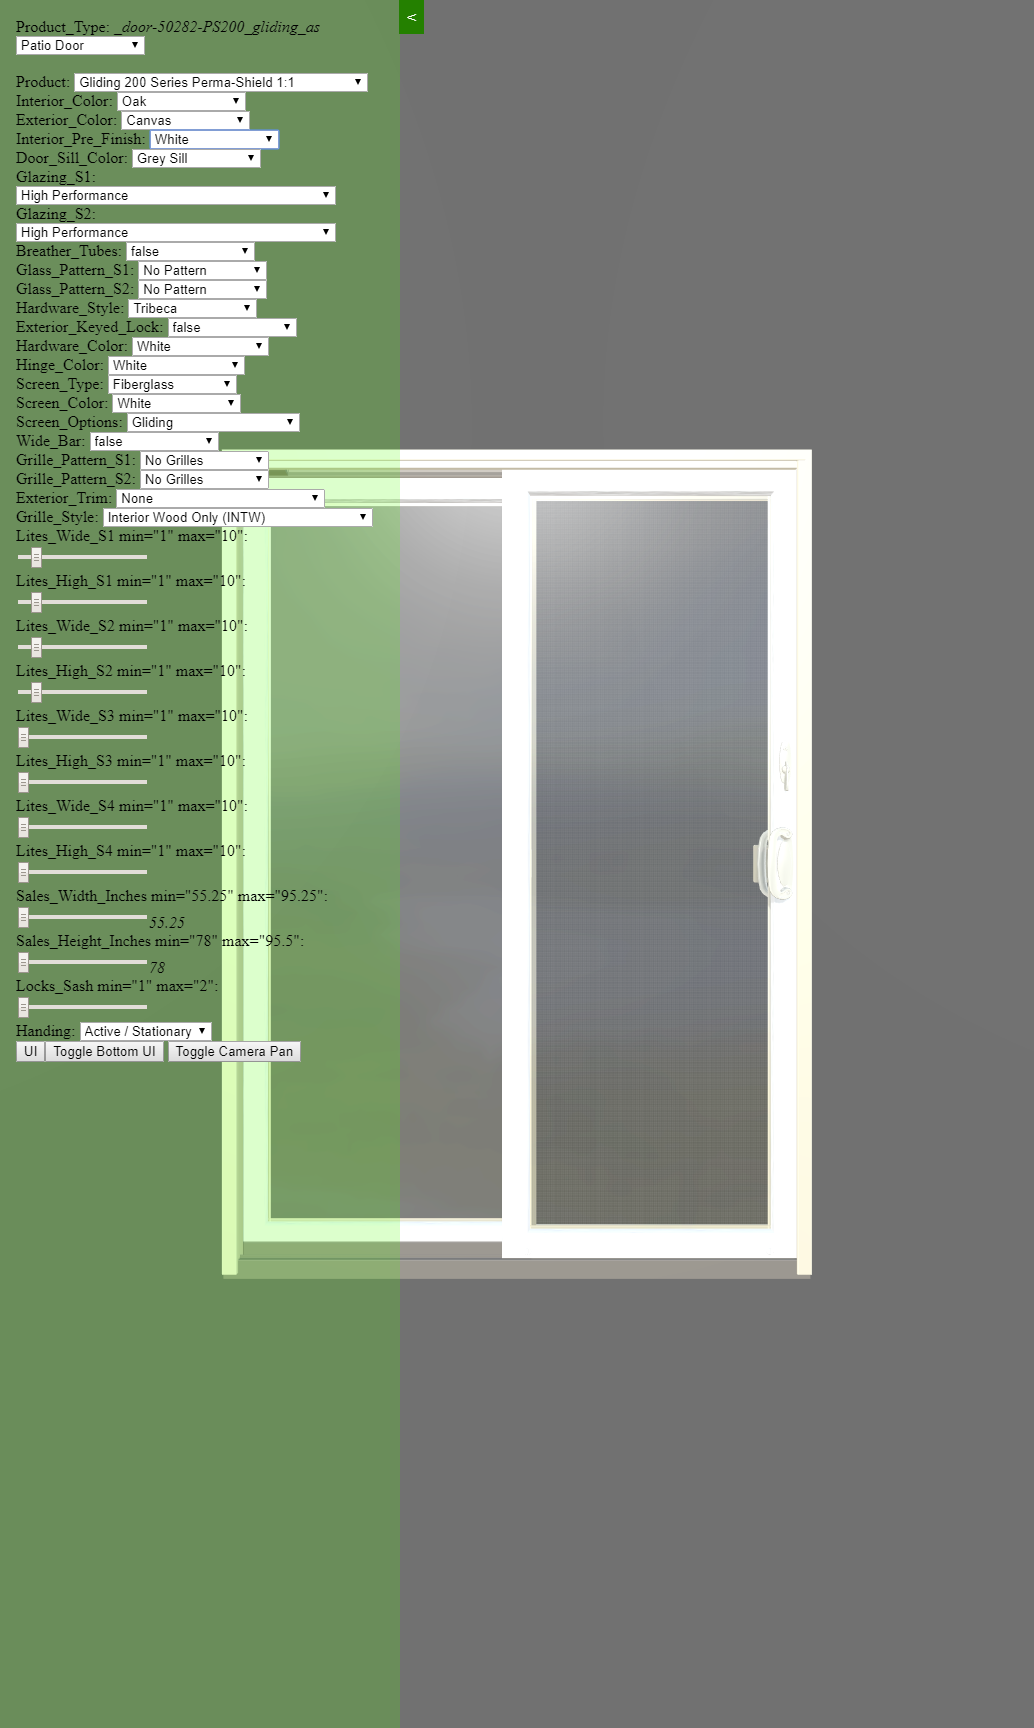 Product_Type: _door-50282-PS200_gliding_as
Patio Door
<
Product: Gliding 200 Series Perma-Shield 1:1
Interior_Color: Oak
Exterior_Color: Canvas
Interior_Pre_Finish: White
Door_Sill_Color: Grey Sill
Glazing_S1:
High Performance
Glazing_S2:
High Performance
Breather_Tubes: false
Glass_Pattern_S1: No Pattern
Glass_Pattern_S2: No Pattern
Hardware_Style: Tribeca
Exterior_Keyed_Lock: false
Hardware_Color: White
Hinge_Color: White
Screen_Type: Fiberglass
Screen_Color: White
Screen_Options: Gliding
Wide_Bar: false
Grille_Pattern_S1: No Grilles
Grille_Pattern_S2: No Grilles
Exterior_Trim: None
Grille_Style: Interior Wood Only (INTW)
Lites_Wide_S1 min="1" max="10":
Lites_High_S1 min="1" max="10":
Lites_Wide_S2 min="1" max="10":
Lites_High_S2 min="1" max="10":
Lites_Wide_S3 min="1" max="10":
Lites_High_S3 min="1" max="10":
Lites_Wide_S4 min="1" max="10":
Lites_High_S4 min="1" max="10":
Sales_Width_Inches min="55.25" max="95.25":
55.25
Sales_Height_Inches min="78" max="95.5":
78
Locks_Sash min="1" max="2":
Handing: Active / Stationary
UI Toggle Bottom UI Toggle Camera Pan